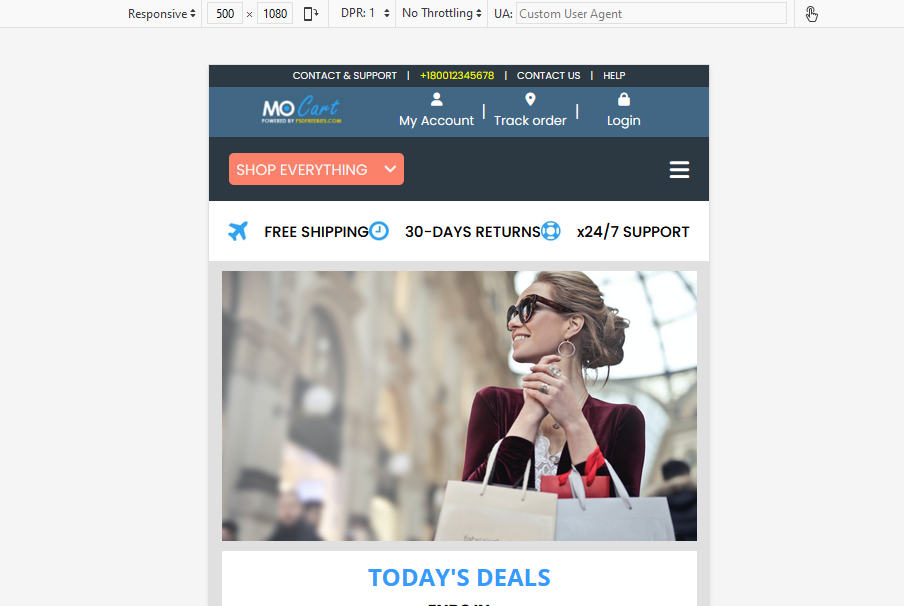 Responsive 500 × 1080 DPR: 1 No Throttling UA: Custom User Agent
CONTACT & SUPPORT | +180012345678 | CONTACT US | HELP
MO Cart
POWERED BY PSDFREEBIES.COM
My Account | Track order | Login
SHOP EVERYTHING
FREE SHIPPING 30-DAYS RETURNS x24/7 SUPPORT
TODAY'S DEALS
ENDS IN